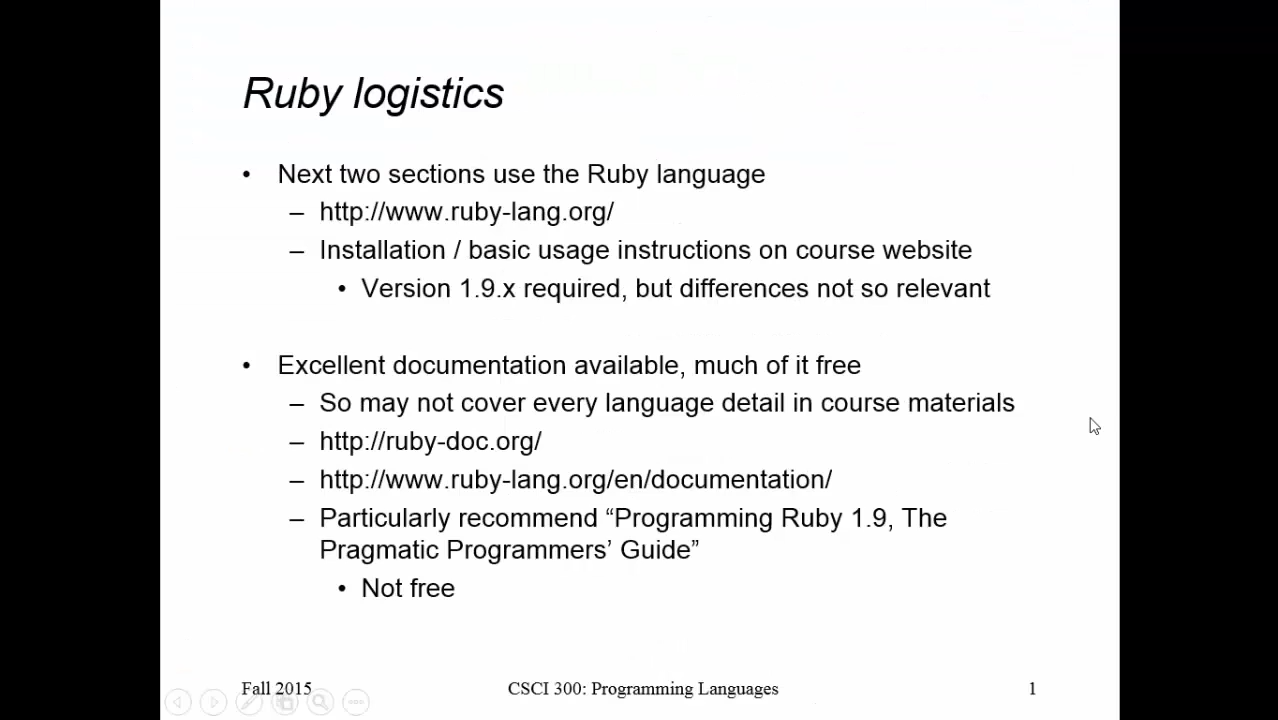 Ruby logistics
• Next two sections use the Ruby language
– http://www.ruby-lang.org/
– Installation / basic usage instructions on course website
• Version 1.9.x required, but differences not so relevant
• Excellent documentation available, much of it free
– So may not cover every language detail in course materials
– http://ruby-doc.org/
– http://www.ruby-lang.org/en/documentation/
– Particularly recommend “Programming Ruby 1.9, The
Pragmatic Programmers’ Guide”
• Not free
Fall 2015 CSCI 300: Programming Languages 1